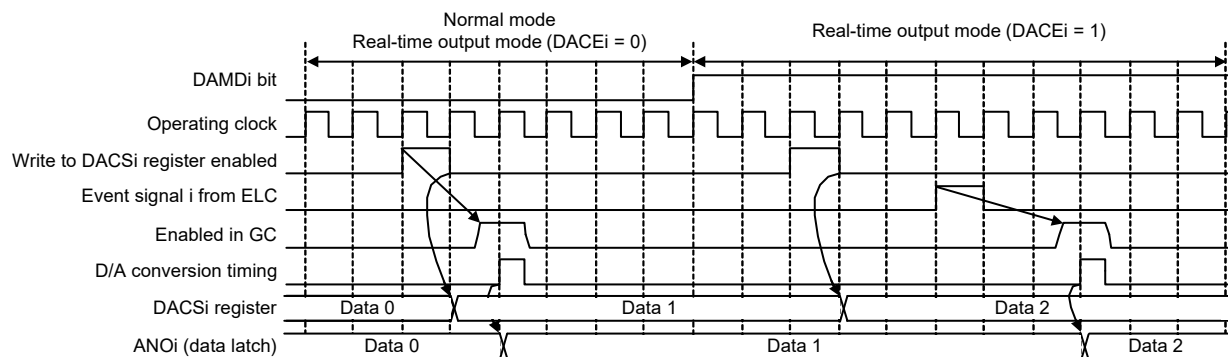 Normal mode
Real-time output mode (DACEi = 0)
Real-time output mode (DACEi = 1)
DAMDi bit
Operating clock
Write to DACSi register enabled
Event signal i from ELC
Enabled in GC
D/A conversion timing
DACSi register
Data 0
Data 1
Data 2
ANOi (data latch)
Data 0
Data 1
Data 2